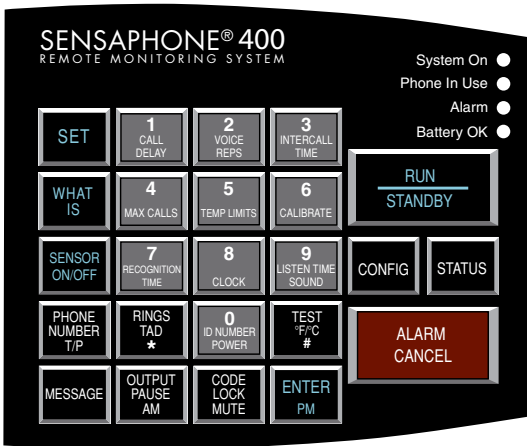 SENSAPHONE® 400
REMOTE MONITORING SYSTEM
System On
Phone In Use
Alarm
Battery OK
SET
1
CALL
DELAY
2
VOICE
REPS
3
INTERCALL
TIME
RUN
STANDBY
WHAT
IS
4
MAX CALLS
5
TEMP LIMITS
6
CALIBRATE
SENSOR
ON/OFF
7
RECOGNITION
TIME
8
CLOCK
9
LISTEN TIME
SOUND
CONFIG
STATUS
PHONE
NUMBER
T/P
RINGS
TAD
*
0
ID NUMBER
POWER
TEST
°F/°C
#
ALARM
CANCEL
MESSAGE
OUTPUT
PAUSE
AM
CODE
LOCK
MUTE
ENTER
PM